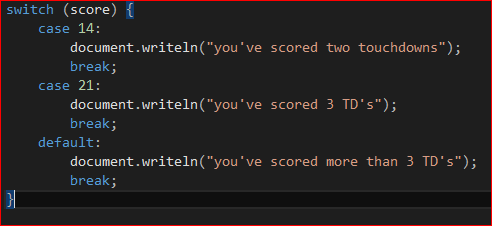 switch (score) {
    case 14:
        document.writeln("you've scored two touchdowns");
        break;
    case 21:
        document.writeln("you've scored 3 TD's");
        break;
    default:
        document.writeln("you've scored more than 3 TD's");
        break;
}